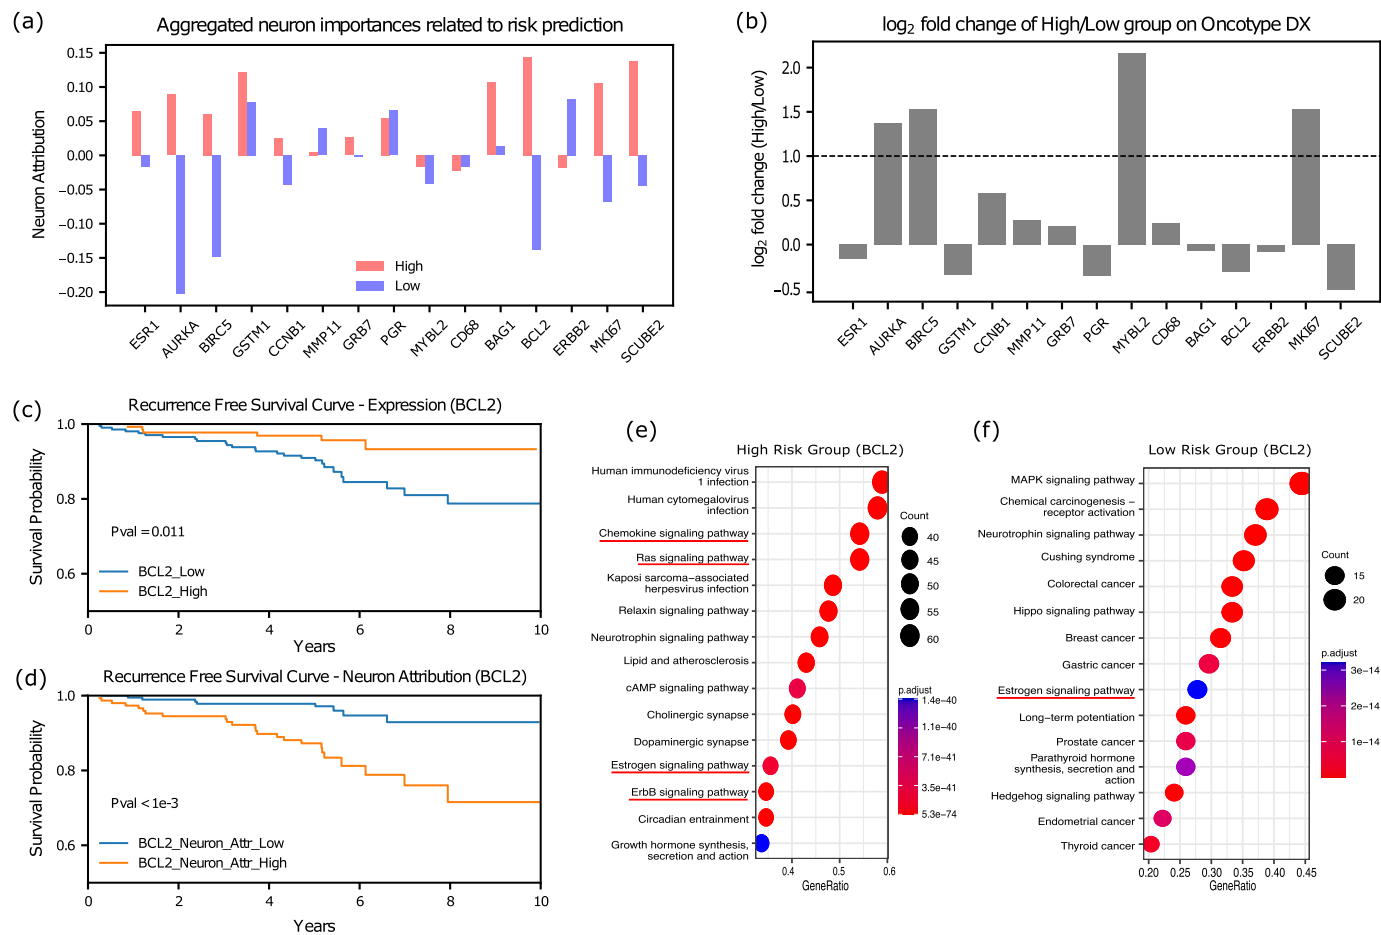 (a)
Aggregated neuron importances related to risk prediction
Neuron Attribution
0.15
0.10
0.05
0.00
−0.05
−0.10
−0.15
−0.20
High
Low
ESR1
AURKA
BIRC5
GSTM1
CCNB1
MMP11
GRB7
PGR
MYBL2
CD68
BAG1
BCL2
ERBB2
MKI67
SCUBE2
(b)
log2 fold change of High/Low group on Oncotype DX
log2 fold change (High/Low)
2.0
1.5
1.0
0.5
0.0
−0.5
ESR1
AURKA
BIRC5
GSTM1
CCNB1
MMP11
GRB7
PGR
MYBL2
CD68
BAG1
BCL2
ERBB2
MKI67
SCUBE2
(c)
Recurrence Free Survival Curve - Expression (BCL2)
Survival Probability
1.0
0.8
0.6
Pval = 0.011
BCL2_Low
BCL2_High
0
2
4
6
8
10
Years
(d)
Recurrence Free Survival Curve - Neuron Attribution (BCL2)
Survival Probability
1.0
0.8
0.6
Pval < 1e-3
BCL2_Neuron_Attr_Low
BCL2_Neuron_Attr_High
0
2
4
6
8
10
Years
(e)
High Risk Group (BCL2)
Human immunodeficiency virus
1 infection
Human cytomegalovirus
infection
Chemokine signaling pathway
Ras signaling pathway
Kaposi sarcoma−associated
herpesvirus infection
Relaxin signaling pathway
Neurotrophin signaling pathway
Lipid and atherosclerosis
cAMP signaling pathway
Cholinergic synapse
Dopaminergic synapse
Estrogen signaling pathway
ErbB signaling pathway
Circadian entrainment
Growth hormone synthesis,
secretion and action
0.4
0.5
0.6
GeneRatio
Count
40
45
50
55
60
p.adjust
1.4e−40
1.1e−40
7.1e−41
3.5e−41
5.3e−74
(f)
Low Risk Group (BCL2)
MAPK signaling pathway
Chemical carcinogenesis −
receptor activation
Neurotrophin signaling pathway
Cushing syndrome
Colorectal cancer
Hippo signaling pathway
Breast cancer
Gastric cancer
Estrogen signaling pathway
Long−term potentiation
Prostate cancer
Parathyroid hormone
synthesis, secretion and
action
Hedgehog signaling pathway
Endometrial cancer
Thyroid cancer
0.20
0.25
0.30
0.35
0.40
0.45
GeneRatio
Count
15
20
p.adjust
3e−14
2e−14
1e−14